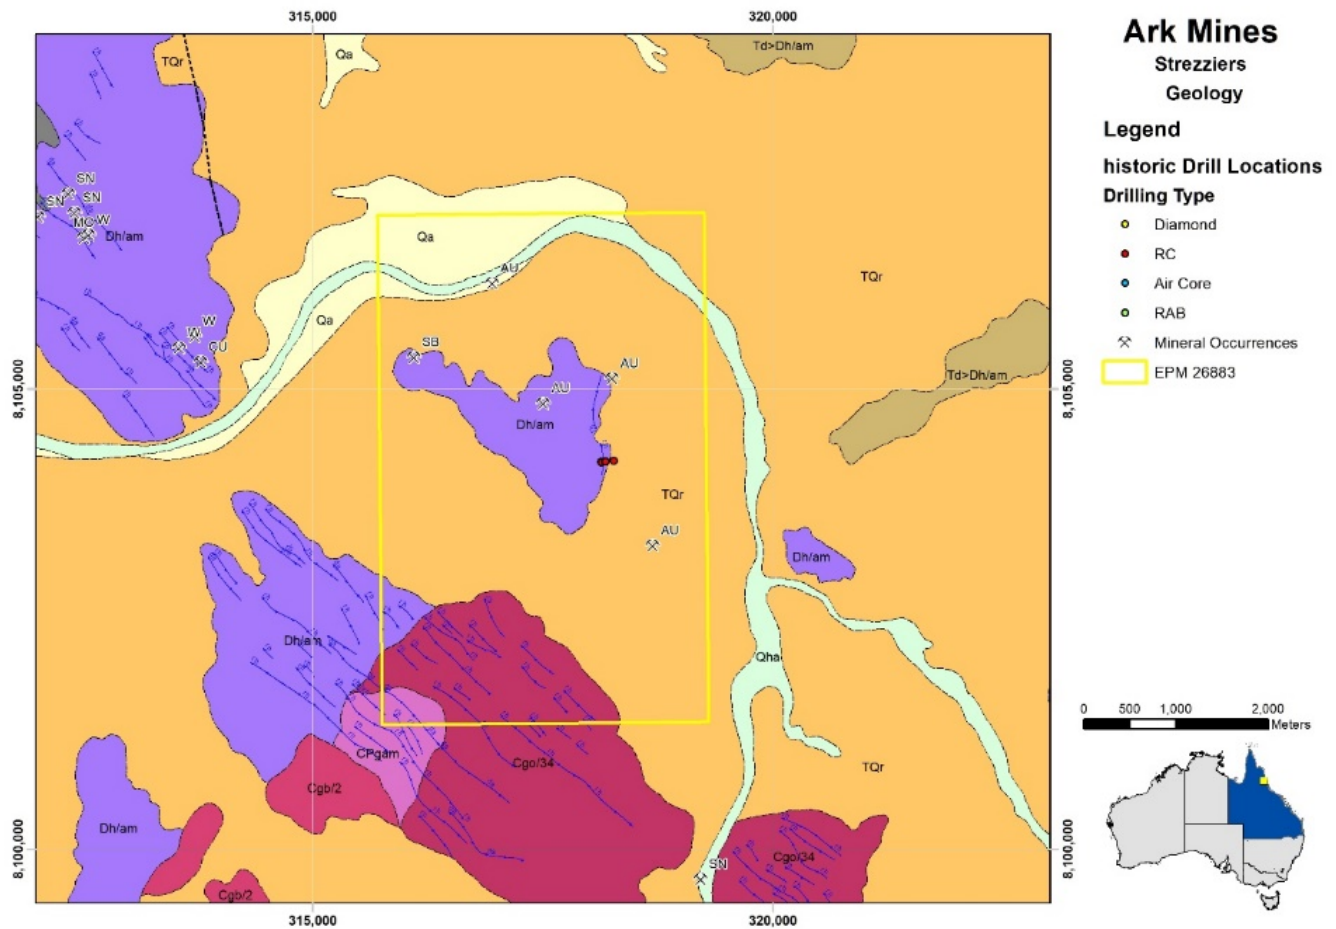 315,000
320,000
Ark Mines
Strezziers
Geology
Legend
historic Drill Locations
Drilling Type
Diamond
RC
Air Core
RAB
Mineral Occurrences
EPM 26883
TQr
Qa
Td>Dh/am
SN
SN
SN
MO
W
Dh/am
Qa
AU
TQr
Qa
W
W
CU
SB
AU
AU
Dh/am
Td>Dh/am
8,105,000
8,105,000
TQr
AU
Dh/am
Dh/am
Qha
CPgam
Cgo/34
Cgb/2
TQr
Dh/am
Cgo/34
SN
Cgb/2
8,100,000
8,100,000
0 500 1,000 2,000
Meters
315,000
320,000